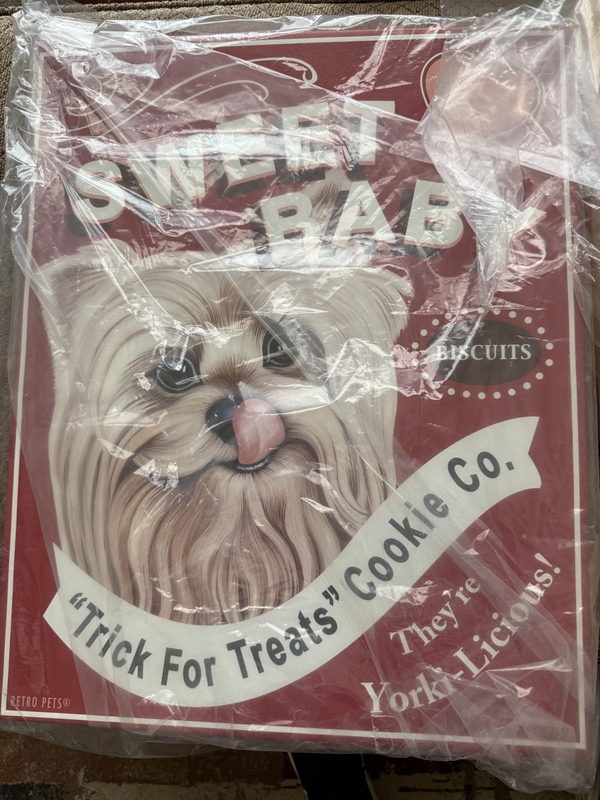 SWEET
BABY
BISCUITS
"Trick For Treats" Cookie Co.
They're
Yorki-Licious!
RETRO PETS®